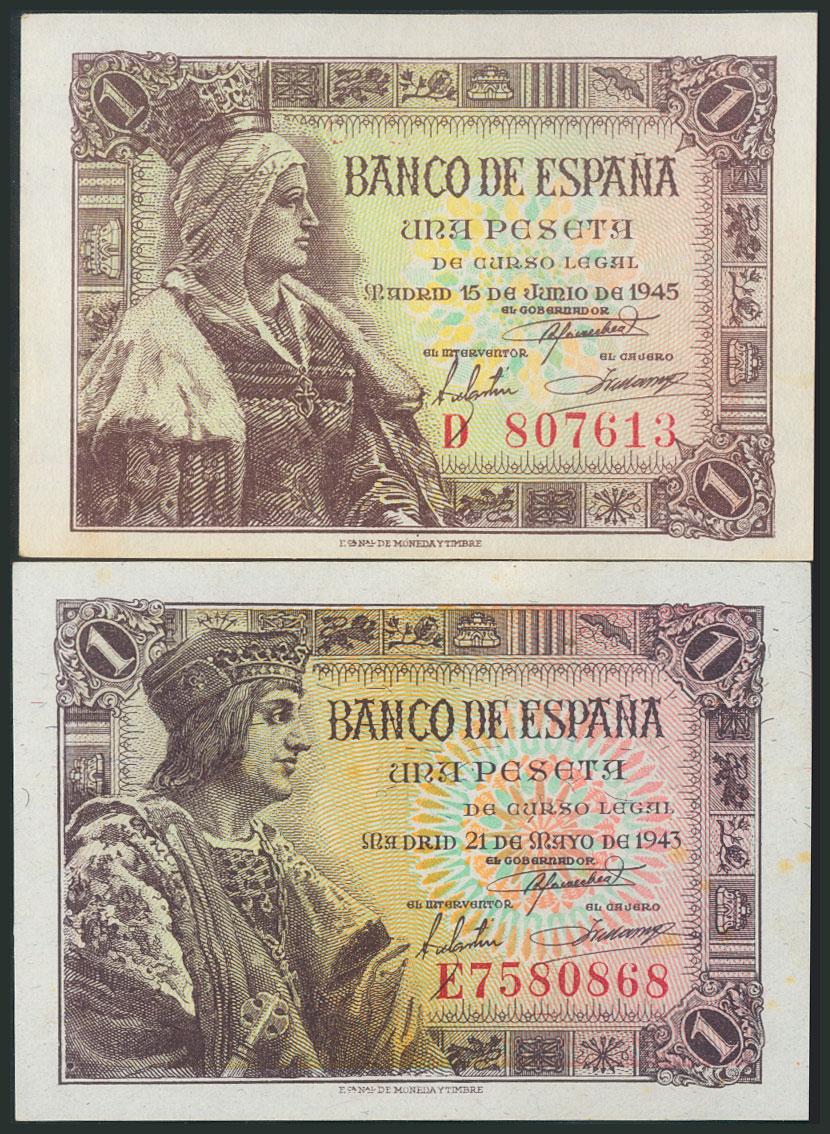 1
1
BANCO DE ESPAÑA
UNA PESETA
DE CURSO LEGAL
MADRID 15 DE JUNIO DE 1945
EL GOBERNADOR
EL INTERVENTOR EL CAJERO
D 807613
1
F.ca NAL. DE MONEDA Y TIMBRE
1
1
BANCO DE ESPAÑA
UNA PESETA
DE CURSO LEGAL
MADRID 21 DE MAYO DE 1943
EL GOBERNADOR
EL INTERVENTOR EL CAJERO
E7580868
1
F.ca NAL. DE MONEDA Y TIMBRE